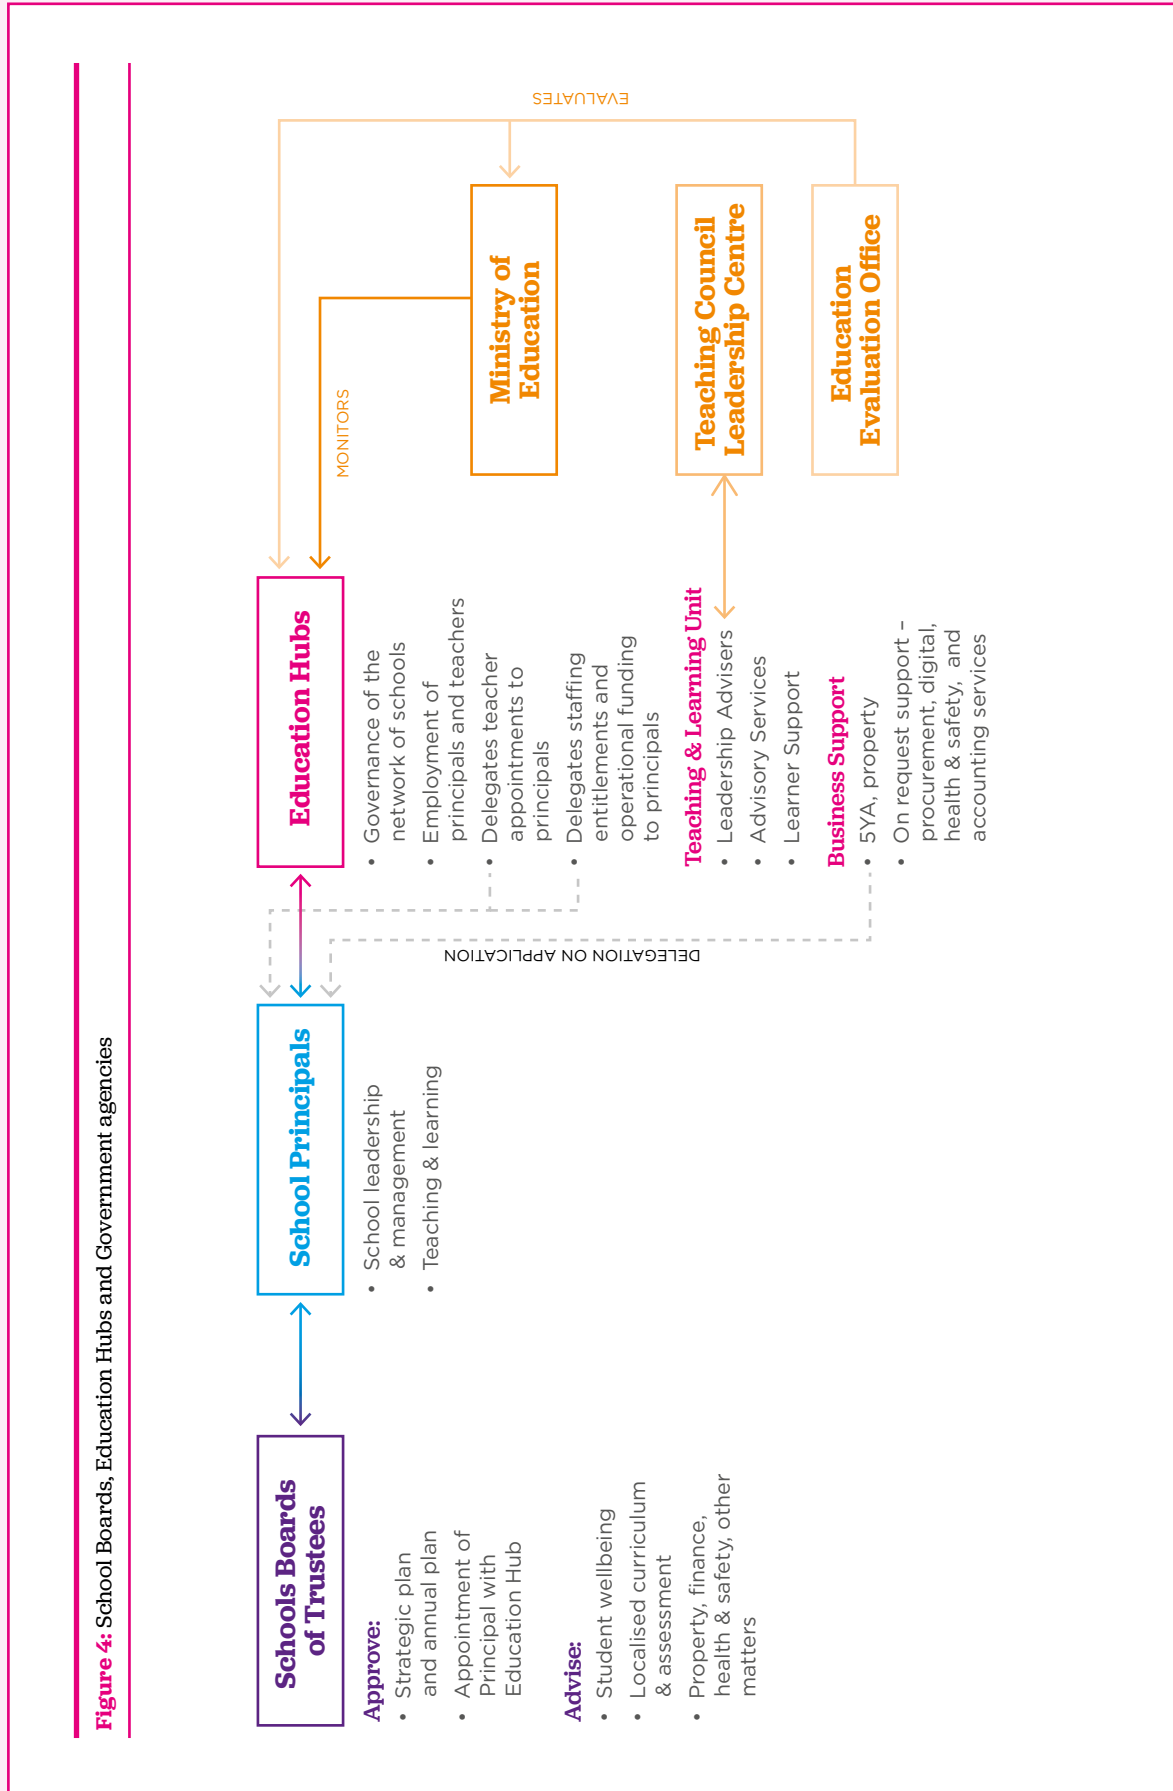 Figure 4: School Boards, Education Hubs and Government agencies
Schools Boards
of Trustees
Approve:
• Strategic plan
and annual plan
• Appointment of
Principal with
Education Hub
Advise:
• Student wellbeing
• Localised curriculum
& assessment
• Property, finance,
health & safety, other
matters
School Principals
• School leadership
& management
• Teaching & learning
DELEGATION ON APPLICATION
Education Hubs
• Governance of the
network of schools
• Employment of
principals and teachers
• Delegates teacher
appointments to
principals
• Delegates staffing
entitlements and
operational funding
to principals
Teaching & Learning Unit
• Leadership Advisers
• Advisory Services
• Learner Support
Business Support
• 5YA, property
• On request support –
procurement, digital,
health & safety, and
accounting services
MONITORS
Ministry of
Education
Teaching Council
Leadership Centre
Education
Evaluation Office
EVALUATES